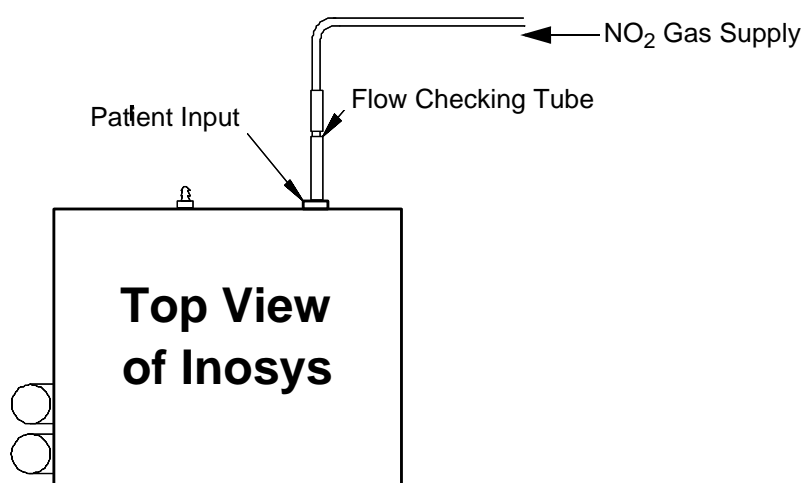 NO₂ Gas Supply
Flow Checking Tube
Patient Input
Top View
of Inosys